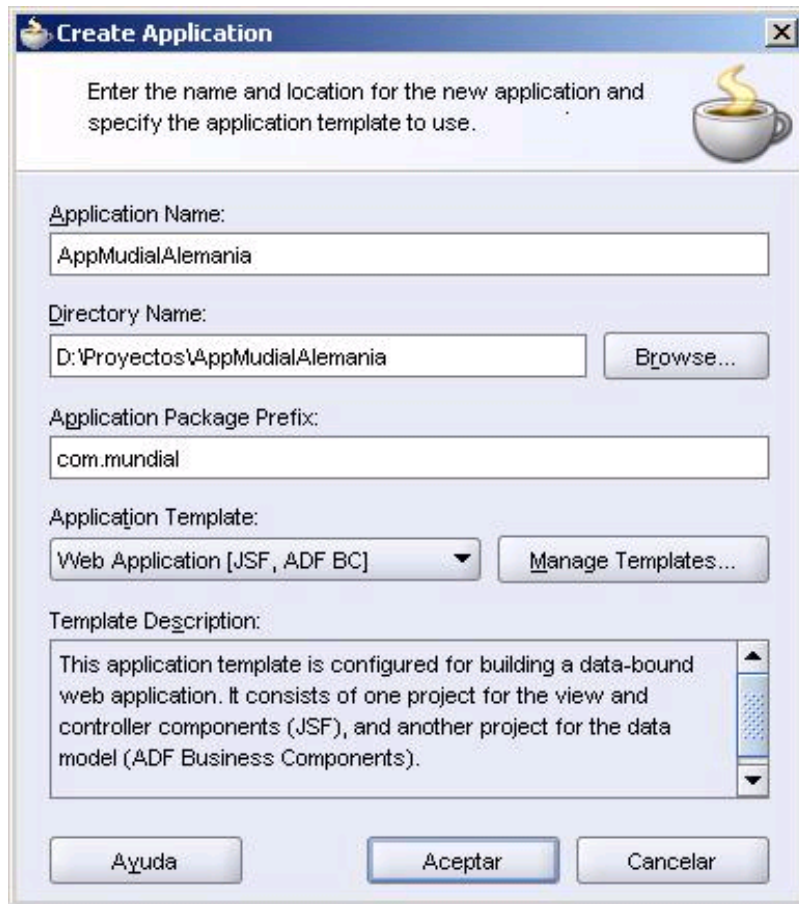 Create Application
Enter the name and location for the new application and
specify the application template to use.
Application Name:
AppMudialAlemania
Directory Name:
D:\Proyectos\AppMudialAlemania
Browse...
Application Package Prefix:
com.mundial
Application Template:
Web Application [JSF, ADF BC]
Manage Templates...
Template Description:
This application template is configured for building a data-bound
web application. It consists of one project for the view and
controller components (JSF), and another project for the data
model (ADF Business Components).
Ayuda
Aceptar
Cancelar